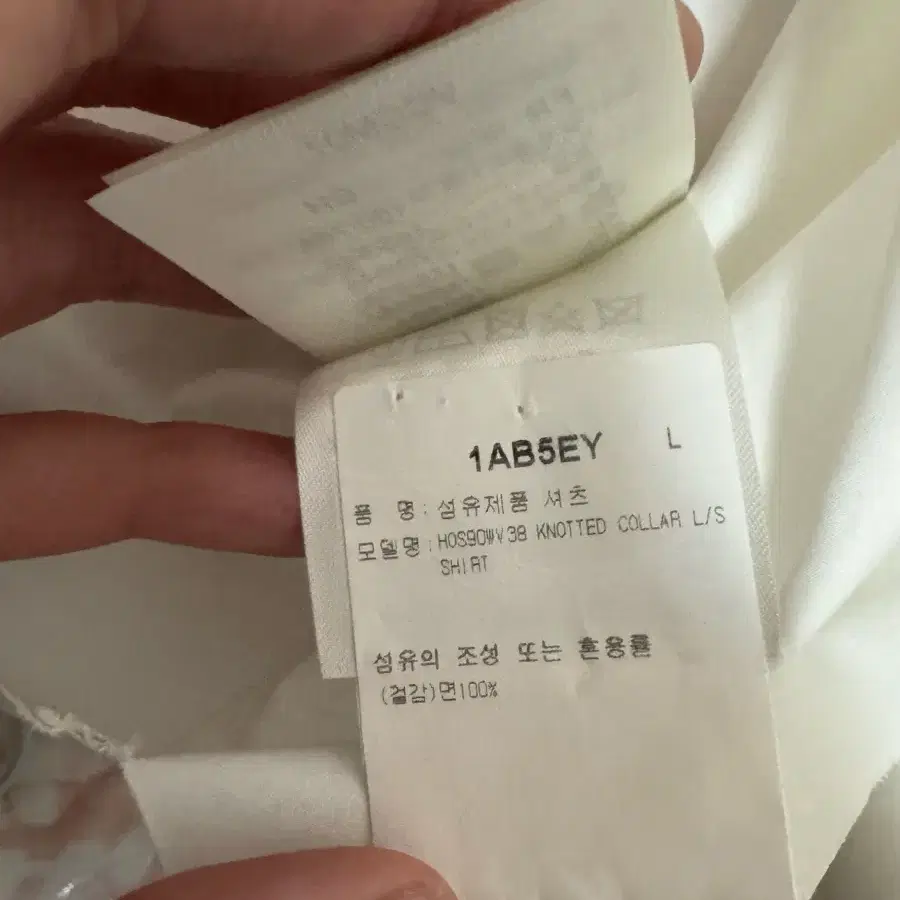 1AB5EY L
품 명 : 섬유제품 셔츠
모델명 : HOS90WV38 KNOTTED COLLAR L/S
SHIRT
섬유의 조성 또는 혼용률
(겉감)면100%